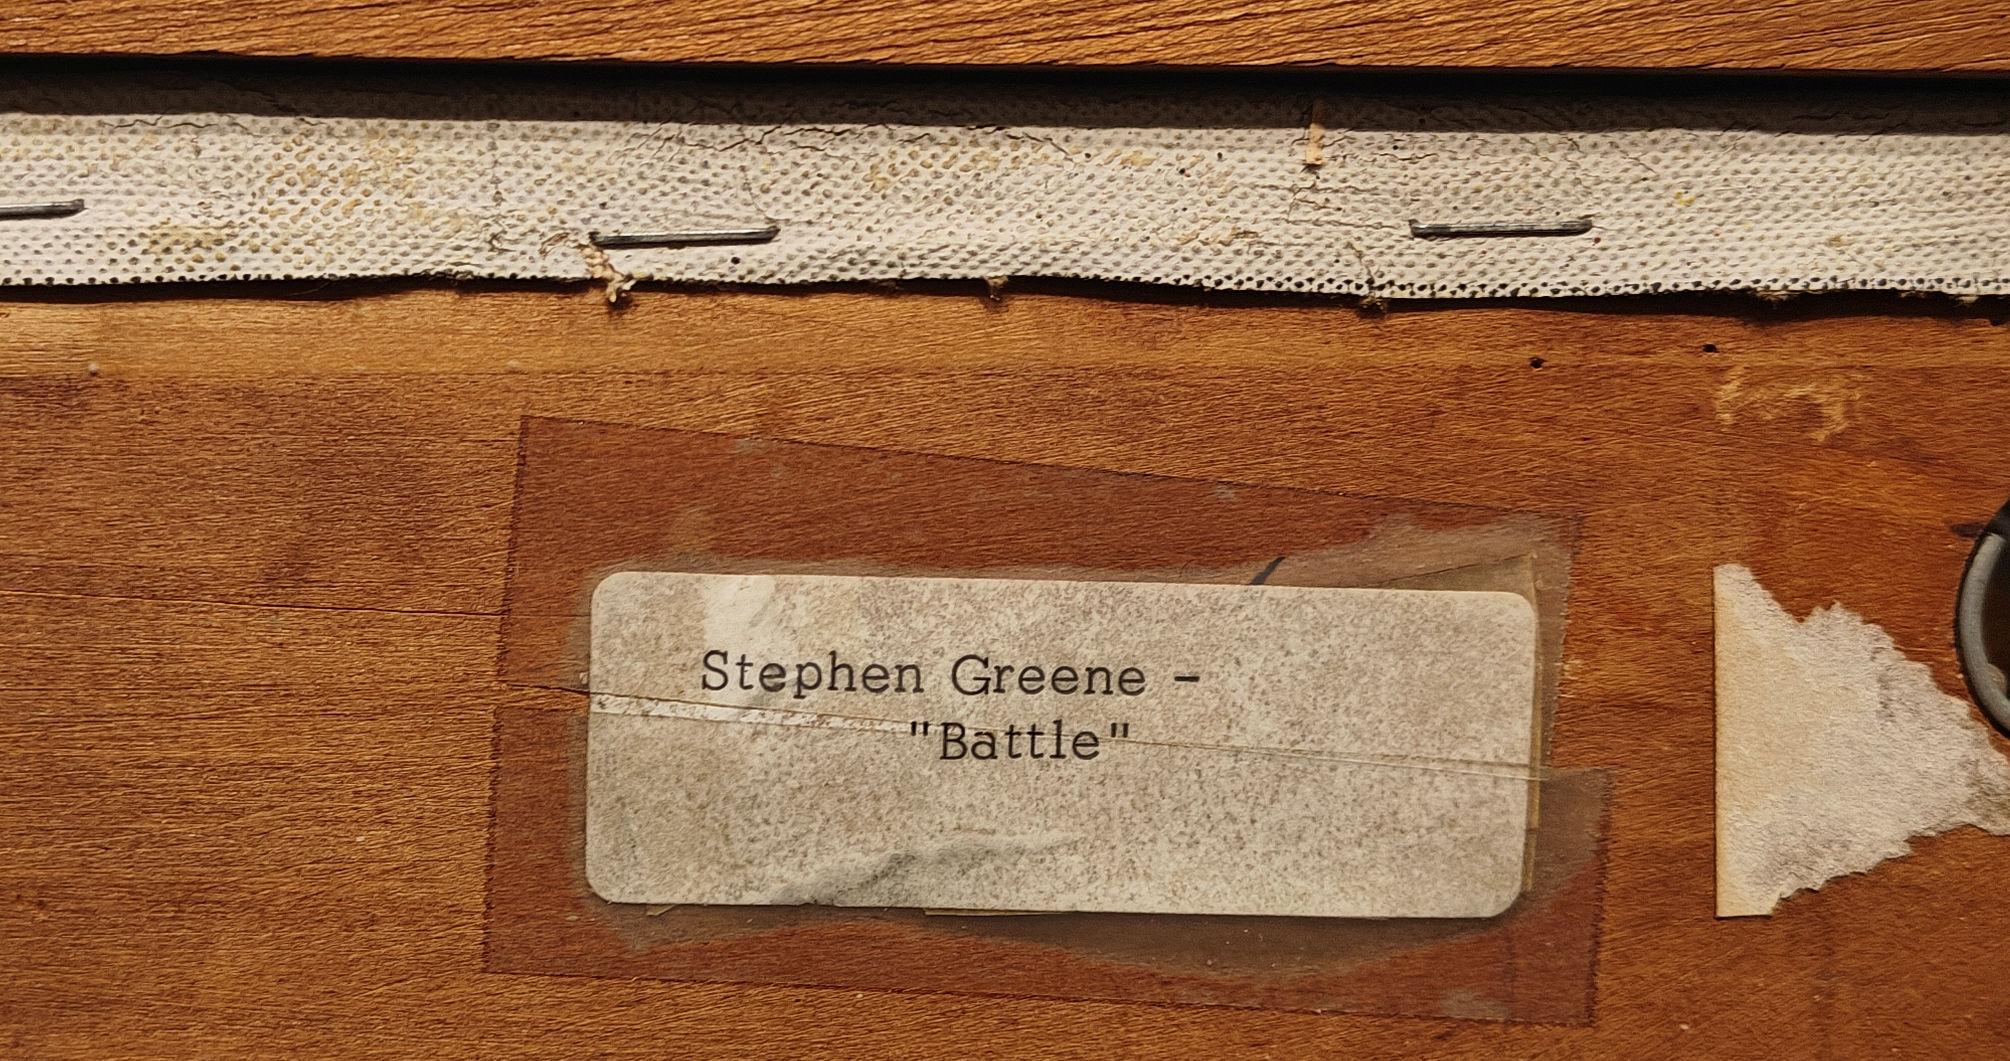 Stephen Greene -
"Battle"